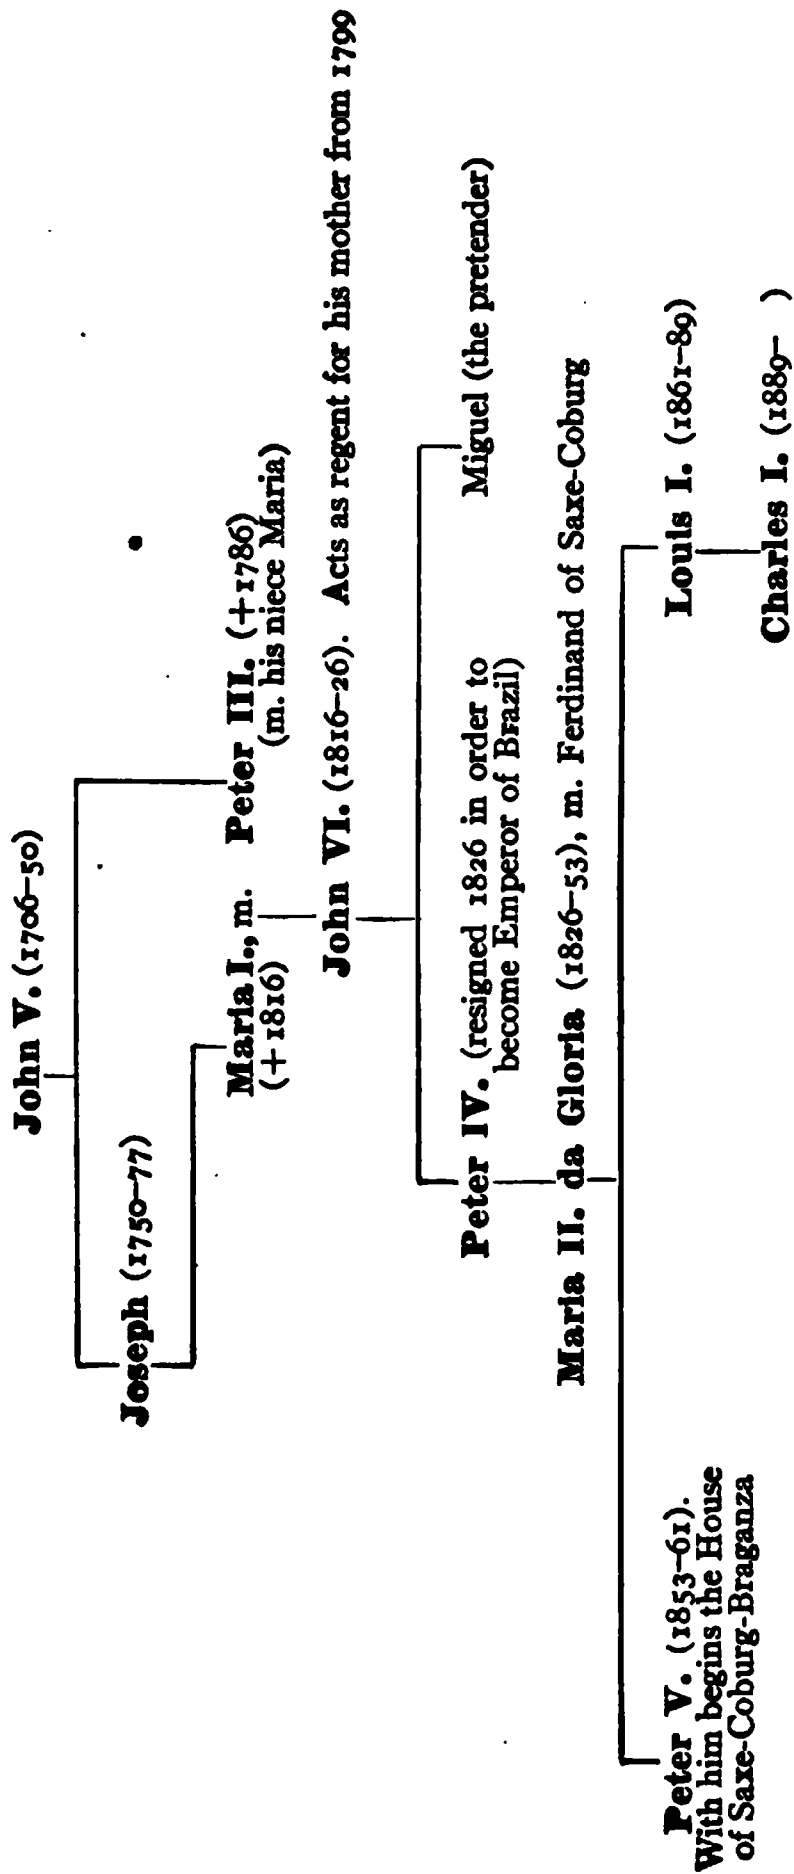 John V. (1706–50)
Joseph (1750–77)
Maria I., m. Peter III. (+1786)
(+1816) (m. his niece Maria)
John VI. (1816–26). Acts as regent for his mother from 1799
Peter IV. (resigned 1826 in order to
become Emperor of Brazil)
Miguel (the pretender)
Maria II. da Gloria (1826–53), m. Ferdinand of Saxe-Coburg
Peter V. (1853–61).
With him begins the House
of Saxe-Coburg-Braganza
Louis I. (1861–89)
Charles I. (1889– )